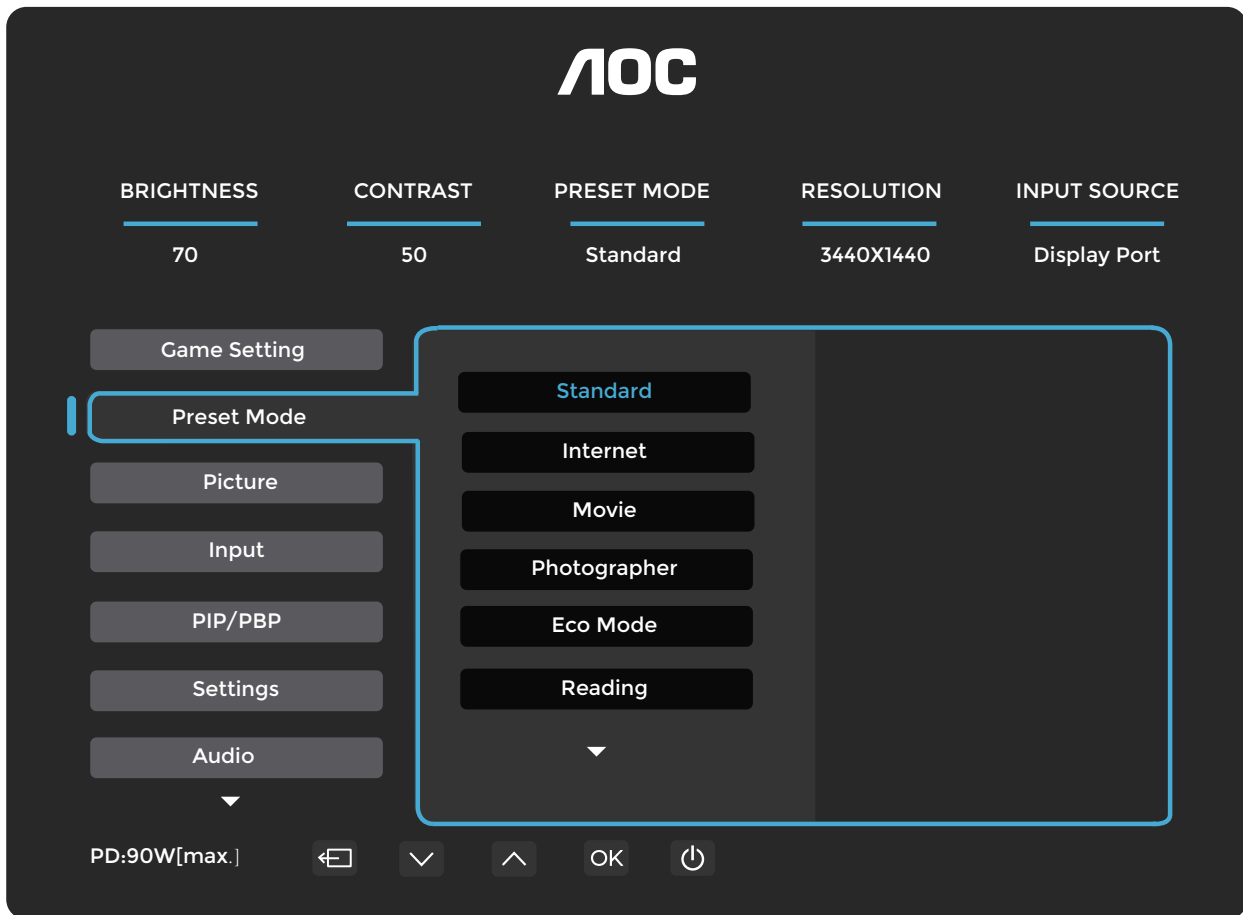 AOC
BRIGHTNESS CONTRAST PRESET MODE RESOLUTION INPUT SOURCE
70 50 Standard 3440X1440 Display Port
Game Setting
Preset Mode
Picture
Input
PIP/PBP
Settings
Audio
Standard
Internet
Movie
Photographer
Eco Mode
Reading
PD:90W[max.]
OK